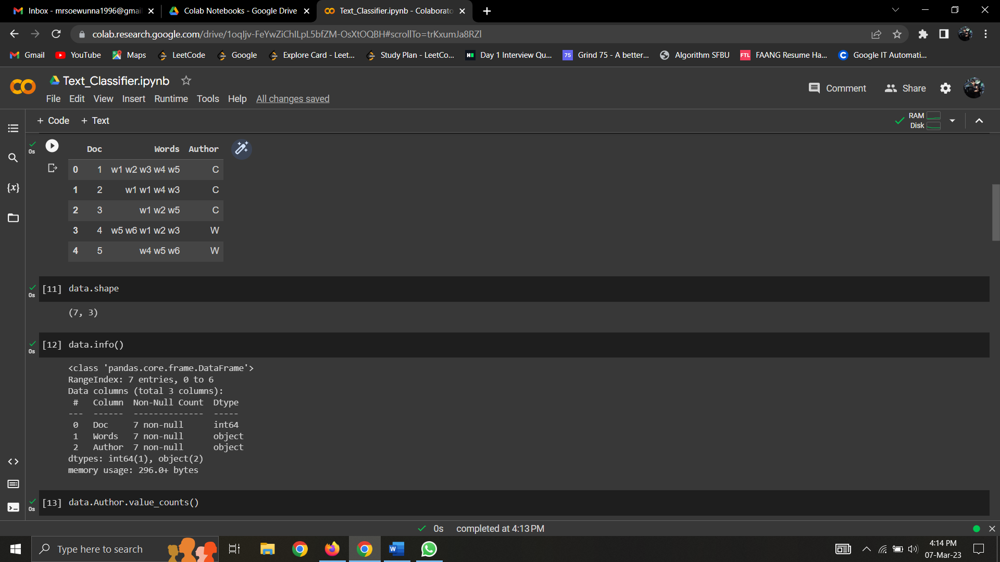 Inbox - mrsoewunna1996@gmai
Colab Notebooks - Google Drive
Text_Classifier.ipynb - Colaborato
colab.research.google.com/drive/1oqIjv-FeYwZiChILpL5bfZM-OsXtOQBH#scrollTo=trKxumJa8RZl
Gmail YouTube Maps LeetCode Google Explore Card - Leet... Study Plan - LeetCo... Day 1 Interview Qu... 75 Grind 75 - A better... Algorithm SFBU FTL FAANG Resume Ha... Google IT Automati...
Text_Classifier.ipynb
Comment Share
File Edit View Insert Runtime Tools Help All changes saved
+ Code + Text
RAM
Disk
0s
Doc Words Author
0 1 w1 w2 w3 w4 w5 C
1 2 w1 w1 w4 w3 C
2 3 w1 w2 w5 C
3 4 w5 w6 w1 w2 w3 W
4 5 w4 w5 w6 W
{x}
[11] data.shape
0s
(7, 3)
[12] data.info()
0s
<class 'pandas.core.frame.DataFrame'>
RangeIndex: 7 entries, 0 to 6
Data columns (total 3 columns):
# Column Non-Null Count Dtype
--- ------ -------------- -----
0 Doc 7 non-null int64
1 Words 7 non-null object
2 Author 7 non-null object
dtypes: int64(1), object(2)
memory usage: 296.0+ bytes
[13] data.Author.value_counts()
0s
0s completed at 4:13 PM
Type here to search
4:14 PM
07-Mar-23